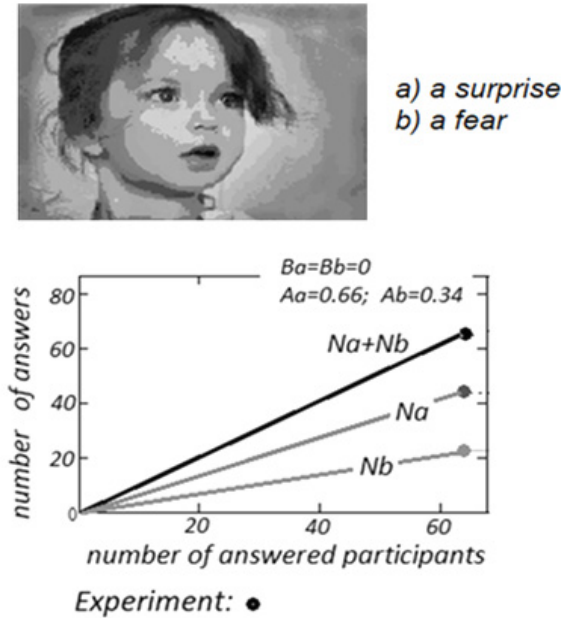 a) a surprise
b) a fear
Ba=Bb=0
Aa=0.66; Ab=0.34
80
60
40
20
0
Na+Nb
Na
Nb
20 40 60
number of answers
number of answered participants
Experiment: